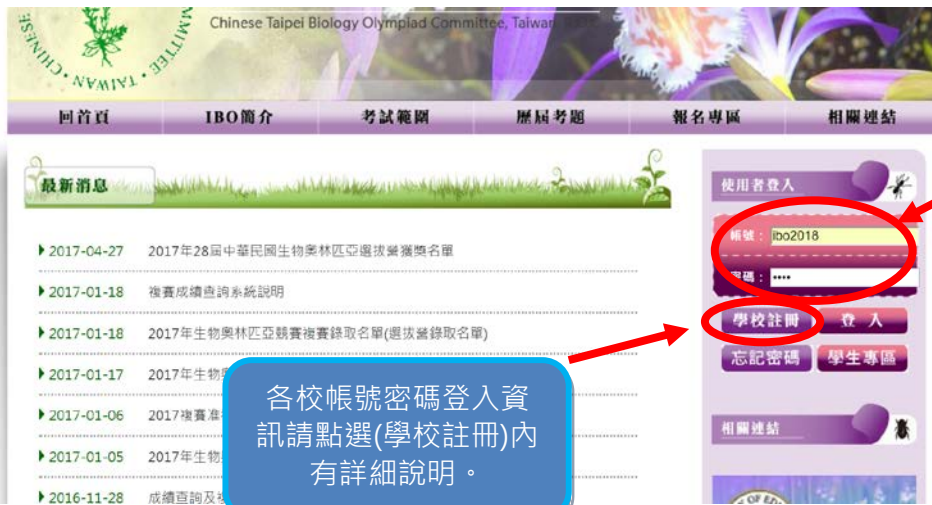 Chinese Taipei Biology Olympiad Committee, Taiwan
TAIWAN · CHINESE
回首頁 IBO簡介 考試範圍 歷屆考題 報名專區 相關連結
最新消息
2017-04-27 2017年28屆中華民國生物奧林匹亞選拔營獲獎名單
2017-01-18 複賽成績查詢系統說明
2017-01-18 2017年生物奧林匹亞競賽複賽錄取名單(選拔營錄取名單)
2017-01-17 2017年生物
2017-01-06 2017複賽准
2017-01-05 2017年生物
2016-11-28 成績查詢及
使用者登入
帳號： ibo2018
密碼： ••••
學校註冊 登 入
忘記密碼 學生專區
相關連結
各校帳號密碼登入資
訊請點選(學校註冊)內
有詳細說明。